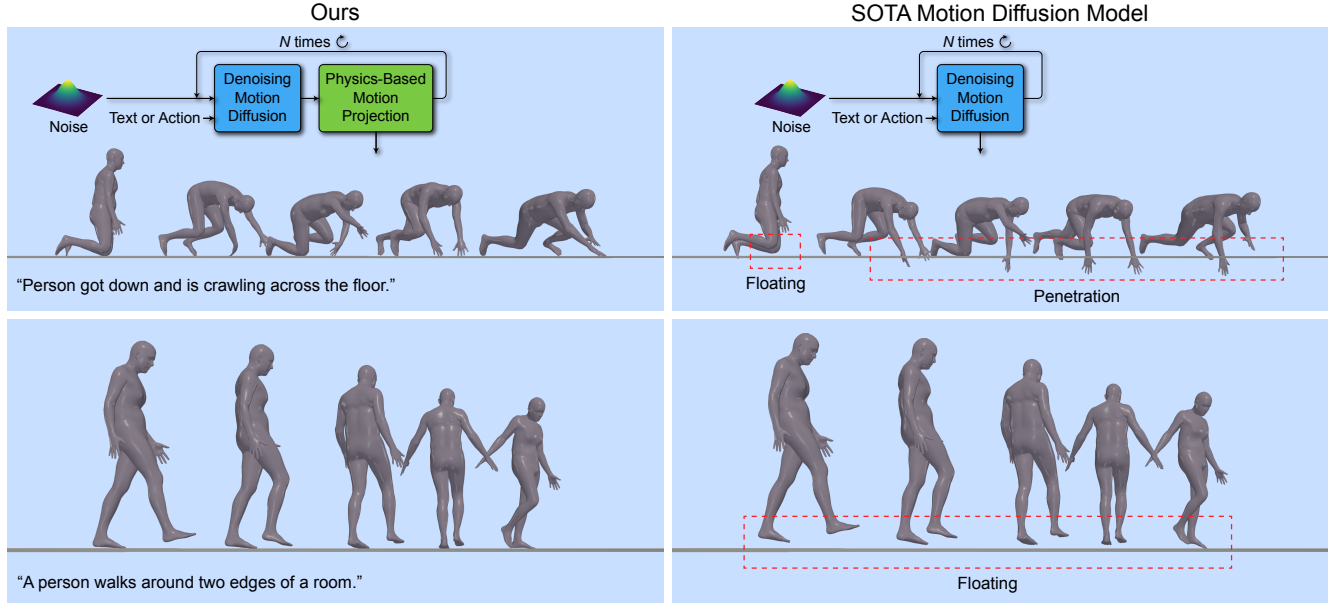 Ours
N times
Denoising
Motion
Diffusion
Physics-Based
Motion
Projection
Noise
Text or Action
“Person got down and is crawling across the floor.”
“A person walks around two edges of a room.”
SOTA Motion Diffusion Model
N times
Denoising
Motion
Diffusion
Noise
Text or Action
Floating
Penetration
Floating